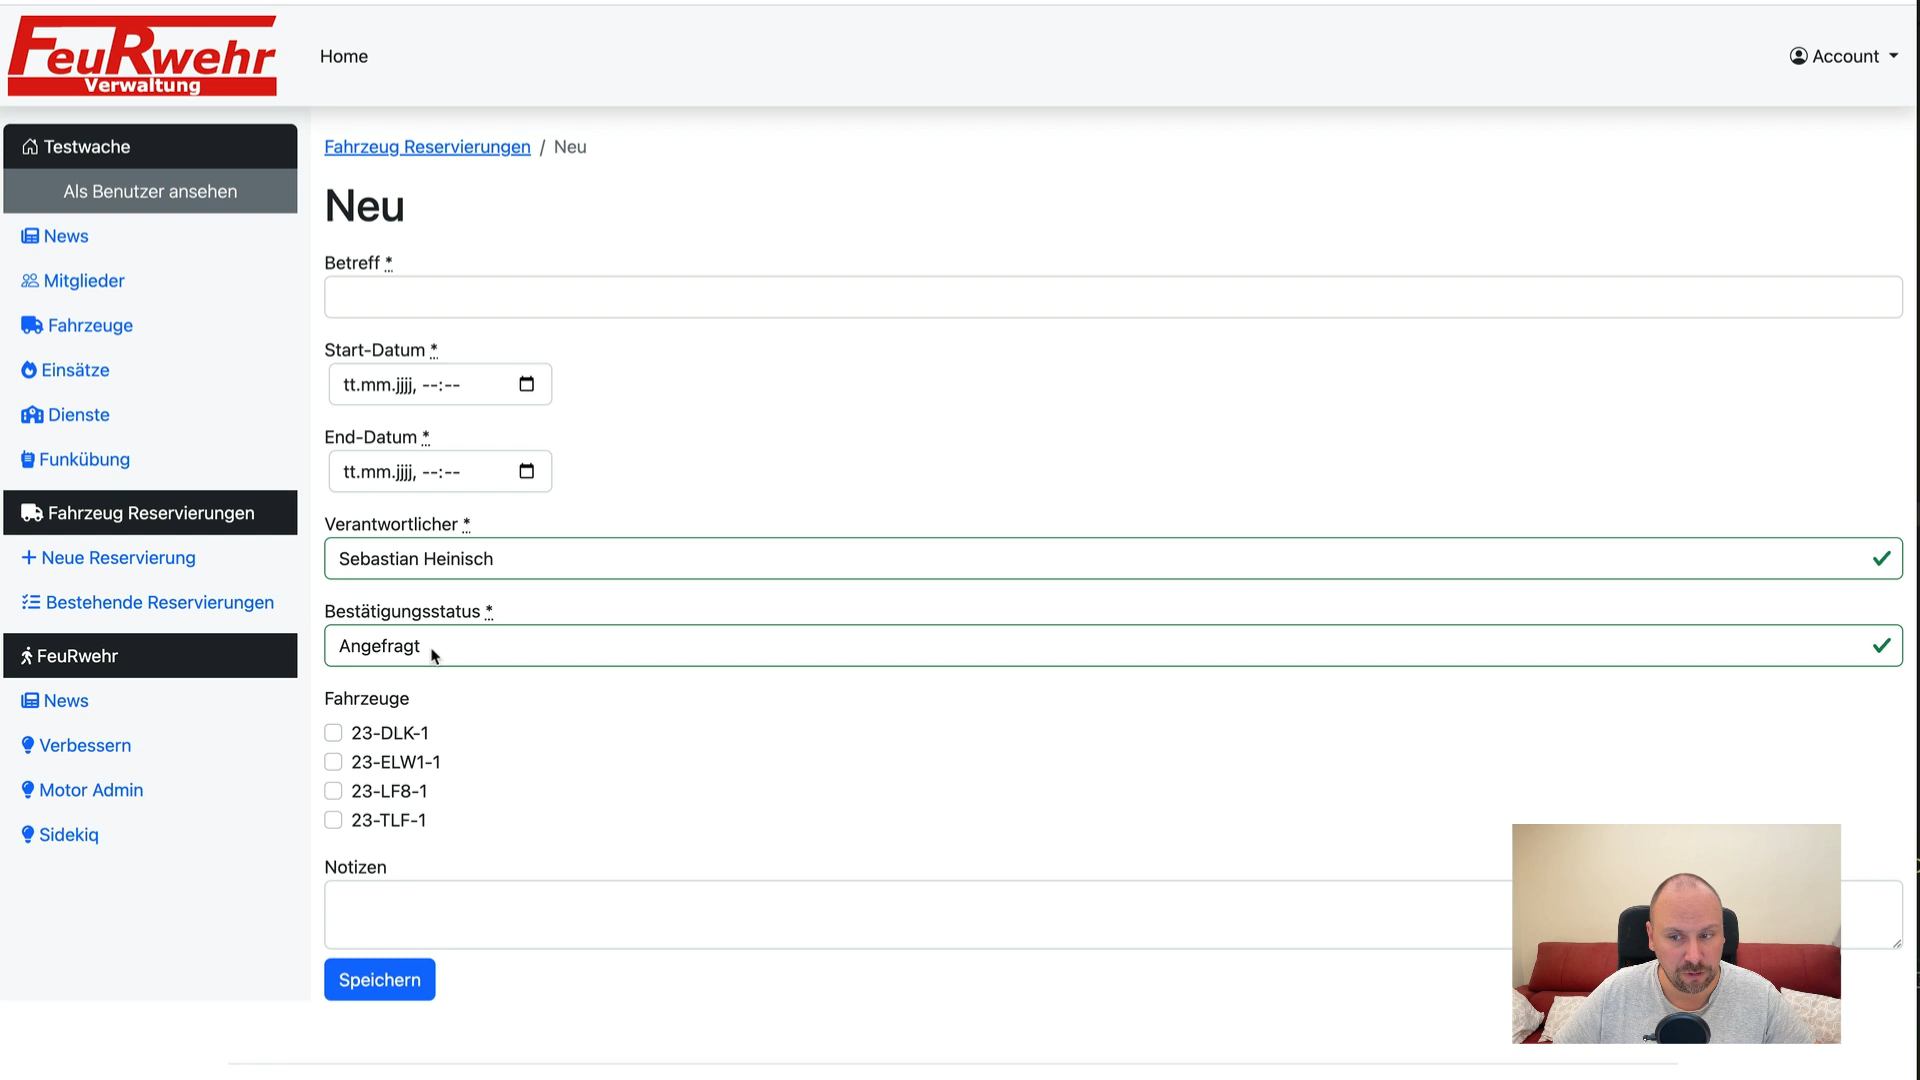 FeuRwehr
Verwaltung
Home
Account
Testwache
Als Benutzer ansehen
News
Mitglieder
Fahrzeuge
Einsätze
Dienste
Funkübung
Fahrzeug Reservierungen
Neue Reservierung
Bestehende Reservierungen
FeuRwehr
News
Verbessern
Motor Admin
Sidekiq
Fahrzeug Reservierungen / Neu
Neu
Betreff *
Start-Datum *
tt.mm.jjjj, --:--
End-Datum *
tt.mm.jjjj, --:--
Verantwortlicher *
Sebastian Heinisch
Bestätigungsstatus *
Angefragt
Fahrzeuge
23-DLK-1
23-ELW1-1
23-LF8-1
23-TLF-1
Notizen
Speichern